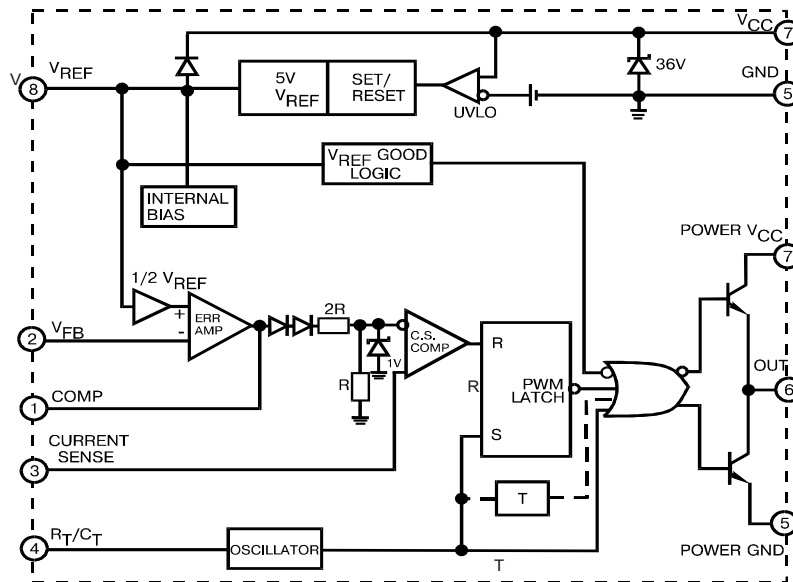 VCC
7
V
8
VREF
5V
VREF
SET/
RESET
UVLO
36V
GND
5
VREF GOOD
LOGIC
INTERNAL
BIAS
POWER VCC
7
1/2 VREF
+
-
ERR
AMP
2R
C.S.
COMP
1V
R
2
VFB
R
R
PWM
LATCH
S
OUT
6
1
COMP
3
CURRENT
SENSE
T
4
RT/CT
OSCILLATOR
T
5
POWER GND